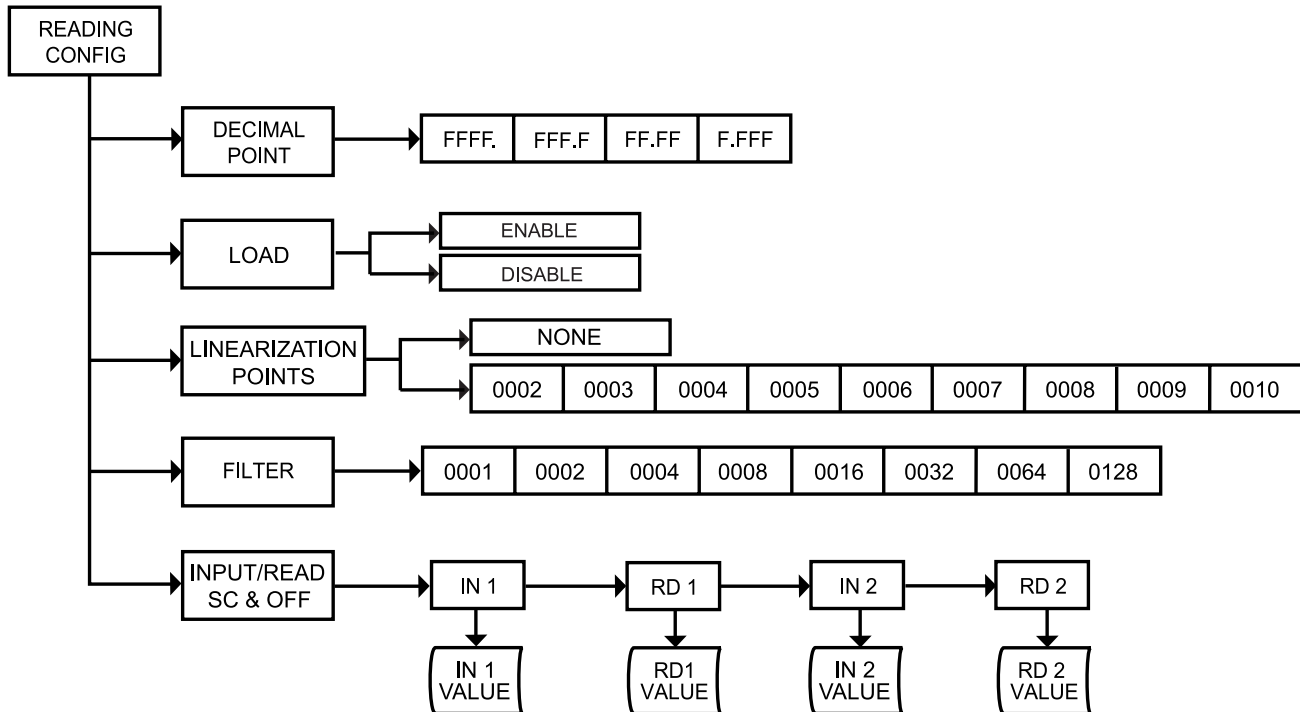 READING
CONFIG
DECIMAL
POINT
FFFF.
FFF.F
FF.FF
F.FFF
LOAD
ENABLE
DISABLE
LINEARIZATION
POINTS
NONE
0002
0003
0004
0005
0006
0007
0008
0009
0010
FILTER
0001
0002
0004
0008
0016
0032
0064
0128
INPUT/READ
SC & OFF
IN 1
RD 1
IN 2
RD 2
IN 1
VALUE
RD1
VALUE
IN 2
VALUE
RD 2
VALUE